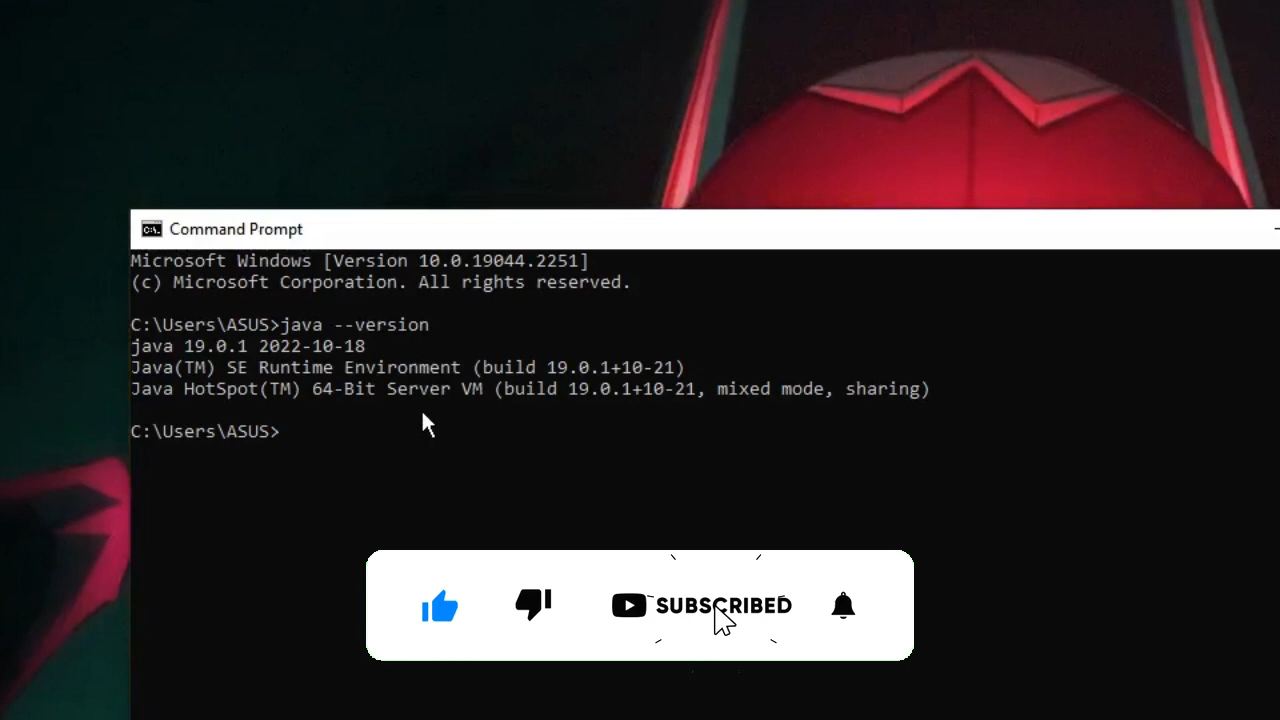 Command Prompt
Microsoft Windows [Version 10.0.19044.2251]
(c) Microsoft Corporation. All rights reserved.
C:\Users\ASUS>java --version
java 19.0.1 2022-10-18
Java(TM) SE Runtime Environment (build 19.0.1+10-21)
Java HotSpot(TM) 64-Bit Server VM (build 19.0.1+10-21, mixed mode, sharing)
C:\Users\ASUS>
SUBSCRIBED